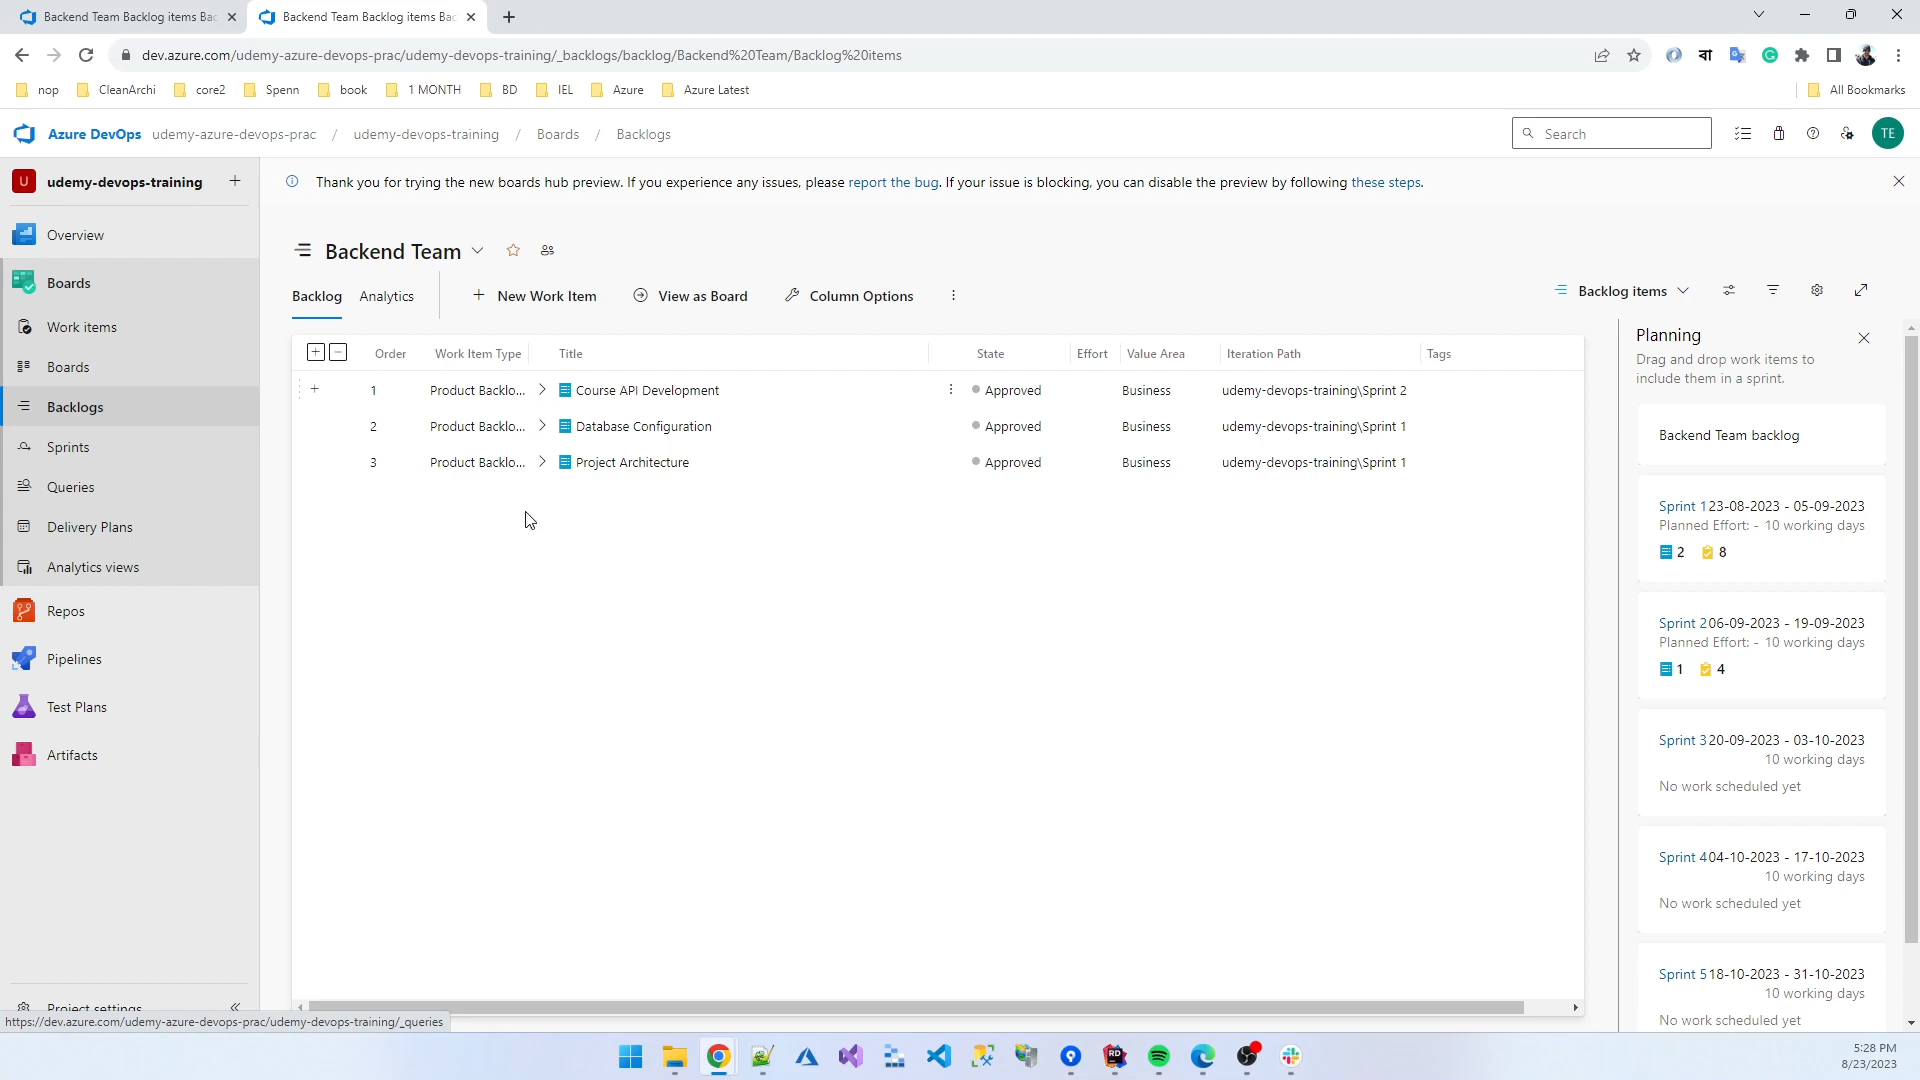 Backend Team Backlog items Bac
Backend Team Backlog items Bac
dev.azure.com/udemy-azure-devops-prac/udemy-devops-training/_backlogs/backlog/Backend%20Team/Backlog%20items
বা
nop
CleanArchi
core2
Spenn
book
1 MONTH
BD
IEL
Azure
Azure Latest
All Bookmarks
Azure DevOps udemy-azure-devops-prac / udemy-devops-training / Boards / Backlogs
Search
TE
U udemy-devops-training
Thank you for trying the new boards hub preview. If you experience any issues, please report the bug. If your issue is blocking, you can disable the preview by following these steps.
Overview
Boards
Work items
Boards
Backlogs
Sprints
Queries
Delivery Plans
Analytics views
Repos
Pipelines
Test Plans
Artifacts
Project settings
https://dev.azure.com/udemy-azure-devops-prac/udemy-devops-training/_queries
Backend Team
Backlog Analytics New Work Item View as Board Column Options
Backlog items
Order Work Item Type Title State Effort Value Area Iteration Path Tags
1 Product Backlo... Course API Development Approved Business udemy-devops-training\Sprint 2
2 Product Backlo... Database Configuration Approved Business udemy-devops-training\Sprint 1
3 Product Backlo... Project Architecture Approved Business udemy-devops-training\Sprint 1
Planning
Drag and drop work items to
include them in a sprint.
Backend Team backlog
Sprint 1 23-08-2023 - 05-09-2023
Planned Effort: - 10 working days
2 8
Sprint 2 06-09-2023 - 19-09-2023
Planned Effort: - 10 working days
1 4
Sprint 3 20-09-2023 - 03-10-2023
10 working days
No work scheduled yet
Sprint 4 04-10-2023 - 17-10-2023
10 working days
No work scheduled yet
Sprint 5 18-10-2023 - 31-10-2023
10 working days
No work scheduled yet
RD
5:28 PM
8/23/2023